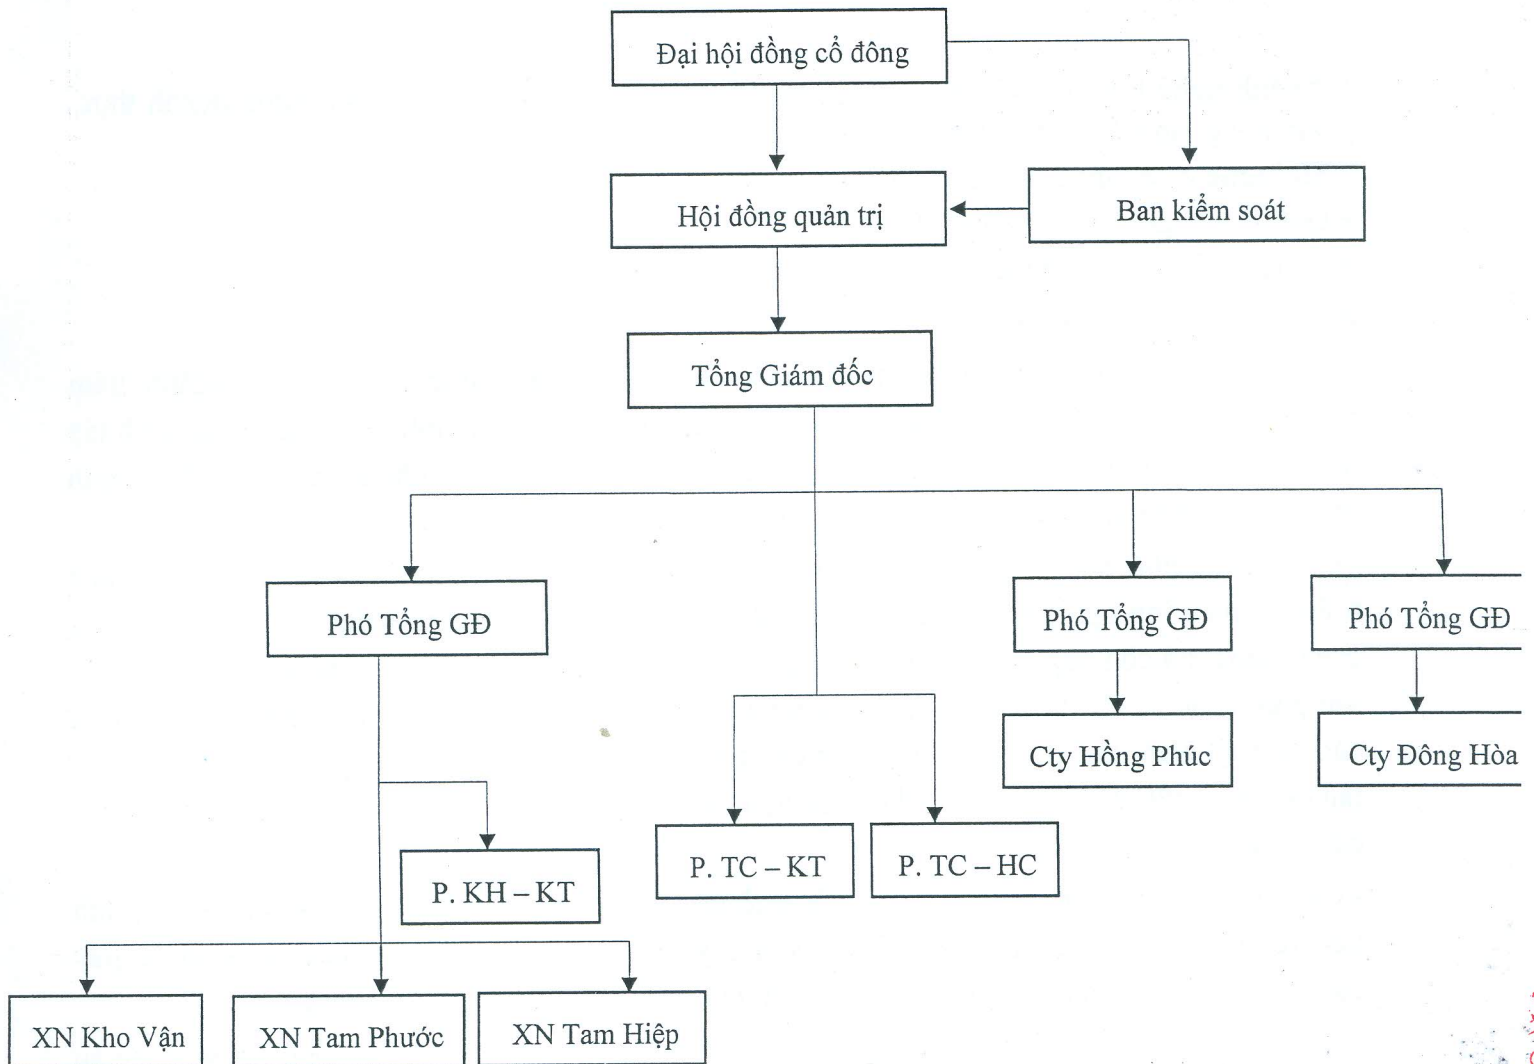 Đại hội đồng cổ đông
Hội đồng quản trị
Ban kiểm soát
Tổng Giám đốc
Phó Tổng GĐ
Phó Tổng GĐ
Phó Tổng GĐ
Cty Hồng Phúc
Cty Đông Hòa
P. KH – KT
P. TC – KT
P. TC – HC
XN Kho Vận
XN Tam Phước
XN Tam Hiệp